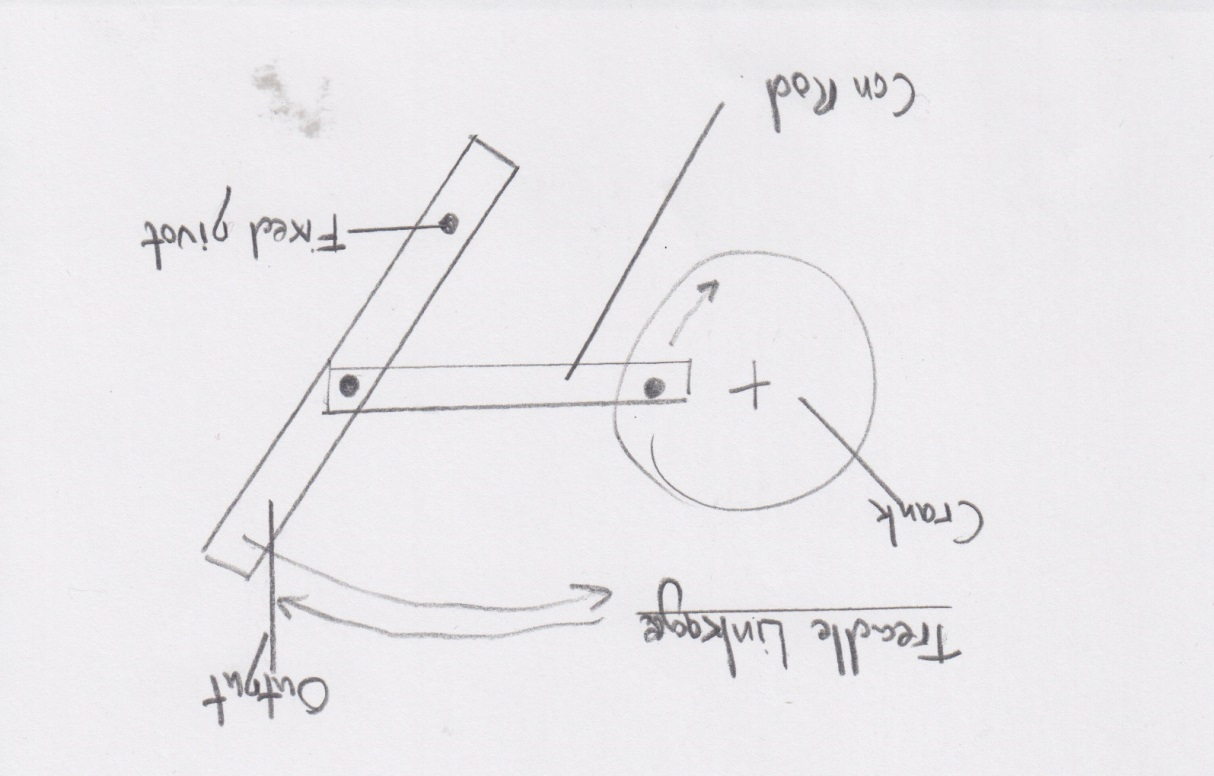 Treadle Linkage
Output
Crank
Fixed pivot
Con Rod